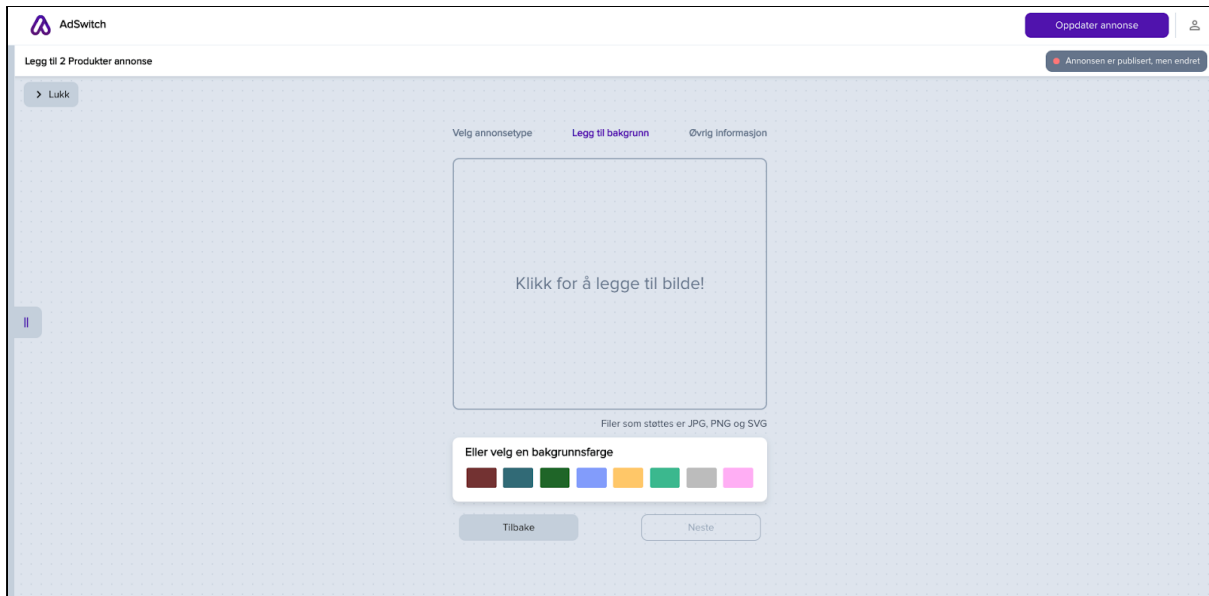 AdSwitch
Oppdater annonse
Legg til 2 Produkter annonse
Annonsen er publisert, men endret
Lukk
Velg annonsetype
Legg til bakgrunn
Øvrig informasjon
Klikk for å legge til bilde!
Filer som støttes er JPG, PNG og SVG
Eller velg en bakgrunnsfarge
Tilbake
Neste